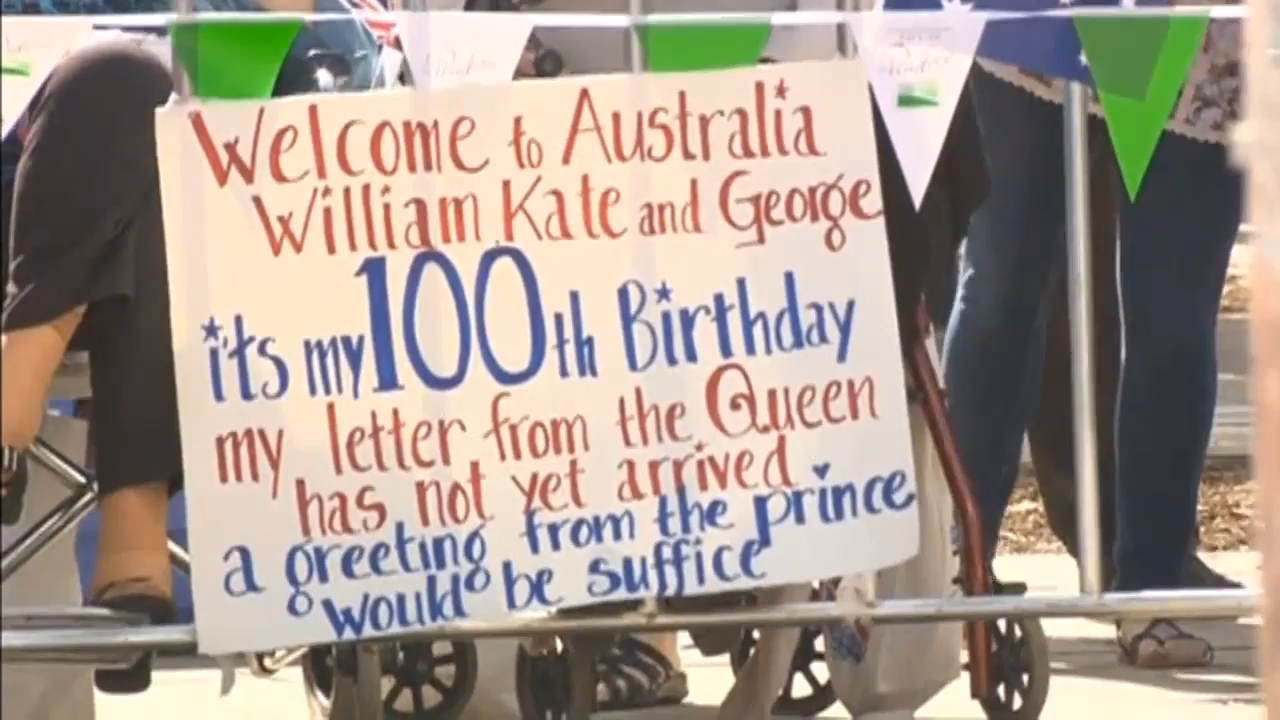 Welcome to Australia
William Kate and George
it's my 100th Birthday
my letter from the Queen
has not yet arrived
a greeting from the prince
would be suffice